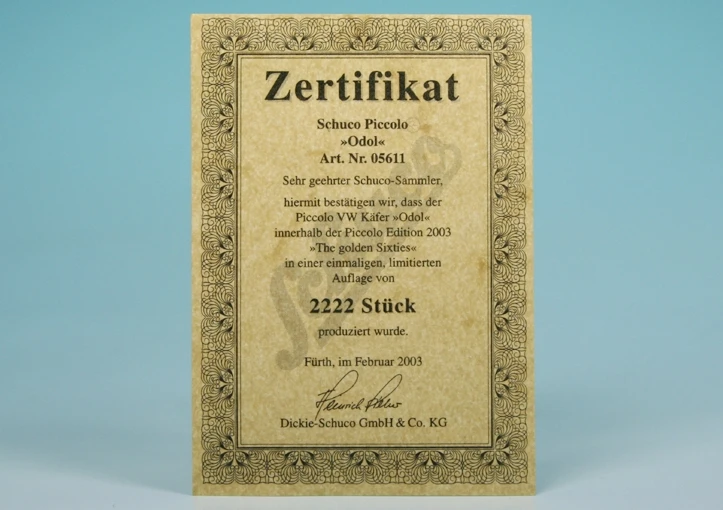 Zertifikat
Schuco Piccolo
»Odol«
Art. Nr. 05611
Sehr geehrter Schuco-Sammler,
hiermit bestätigen wir, dass der
Piccolo VW Käfer »Odol«
innerhalb der Piccolo Edition 2003
»The golden Sixties«
in einer einmaligen, limitierten
Auflage von
2222 Stück
produziert wurde.
Fürth, im Februar 2003
Dickie-Schuco GmbH & Co. KG
Schuco